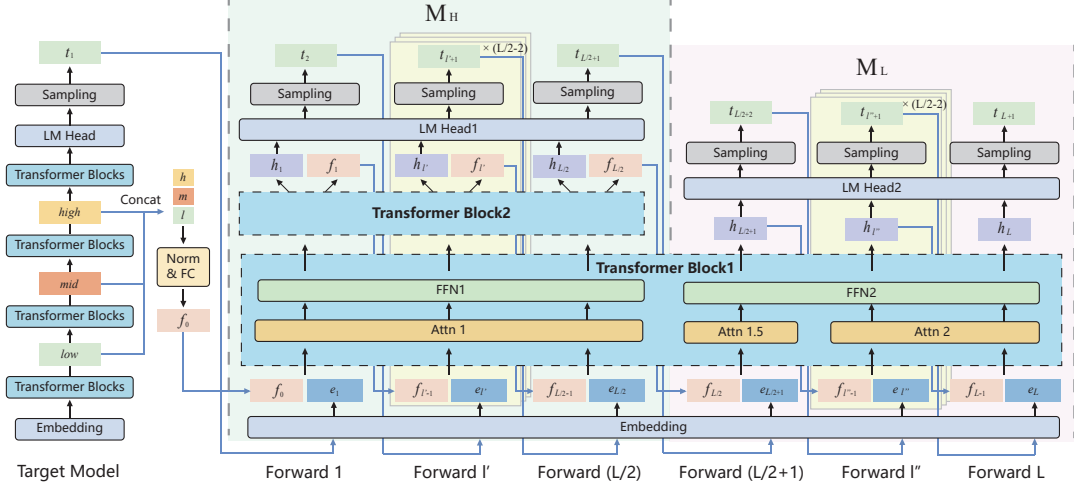 M_H
M_L
t_1
t_2
t_{l'+1}
× (L/2-2)
t_{L/2+1}
Sampling
Sampling
Sampling
Sampling
LM Head
LM Head1
t_{L/2+2}
t_{l''+1}
× (L/2-2)
t_{L+1}
Transformer Blocks
h
m
l
Concat
h_1
f_1
h_{l'}
f_{l'}
h_{L/2}
f_{L/2}
Sampling
Sampling
Sampling
LM Head2
high
Transformer Block2
h_{L/2+1}
h_{l''}
h_L
Transformer Blocks
Norm
& FC
Transformer Block1
mid
FFN1
FFN2
Transformer Blocks
f_0
Attn 1
Attn 1.5
Attn 2
low
Transformer Blocks
f_0
e_1
f_{l'-1}
e_{l'}
f_{L/2-1}
e_{L/2}
f_{L/2}
e_{L/2+1}
f_{l''-1}
e_{l''}
f_{L-1}
e_L
Embedding
Embedding
Target Model
Forward 1
Forward l'
Forward (L/2)
Forward (L/2+1)
Forward l''
Forward L